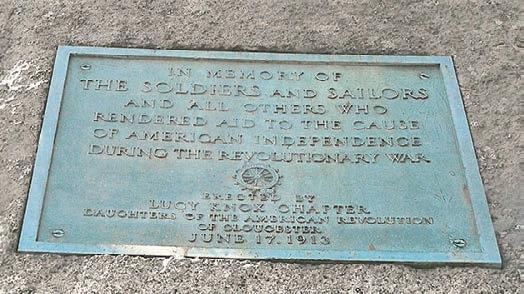 IN MEMORY OF
THE SOLDIERS AND SAILORS
AND ALL OTHERS WHO
RENDERED AID TO THE CAUSE
OF AMERICAN INDEPENDENCE
DURING THE REVOLUTIONARY WAR
ERECTED BY
LUCY KNOX CHAPTER
DAUGHTERS OF THE AMERICAN REVOLUTION
OF GLOUCESTER
JUNE 17. 1913